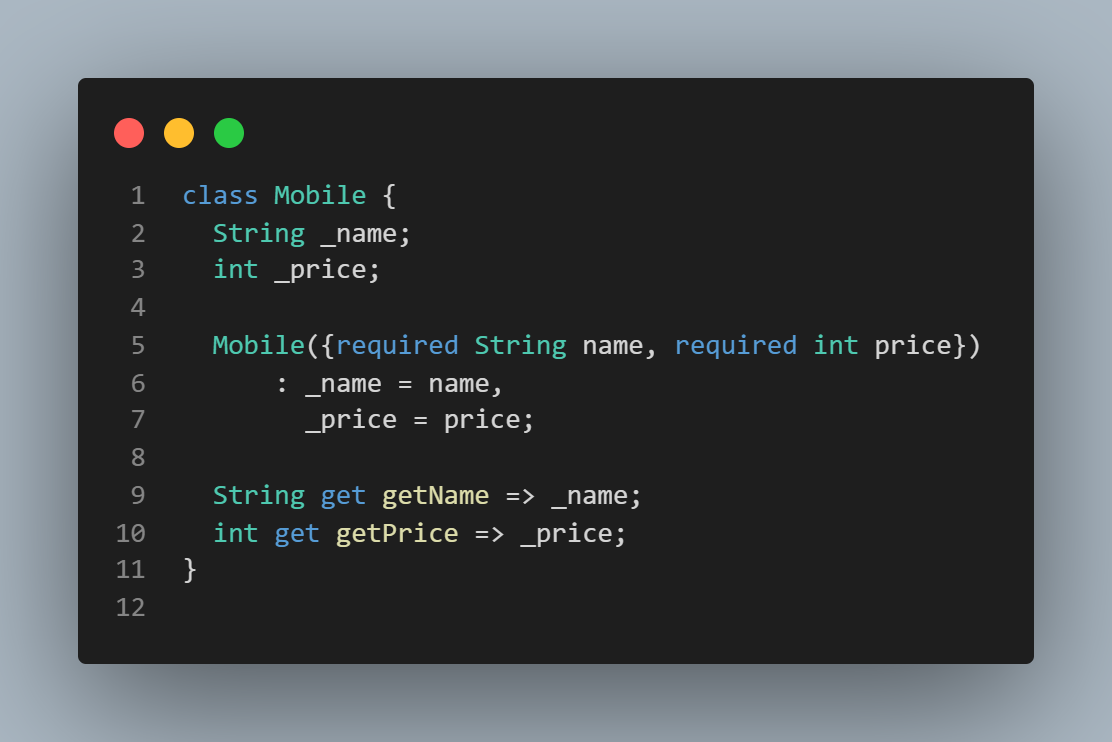 1 class Mobile {
2   String _name;
3   int _price;
4
5   Mobile({required String name, required int price})
6       : _name = name,
7         _price = price;
8
9   String get getName => _name;
10   int get getPrice => _price;
11 }
12